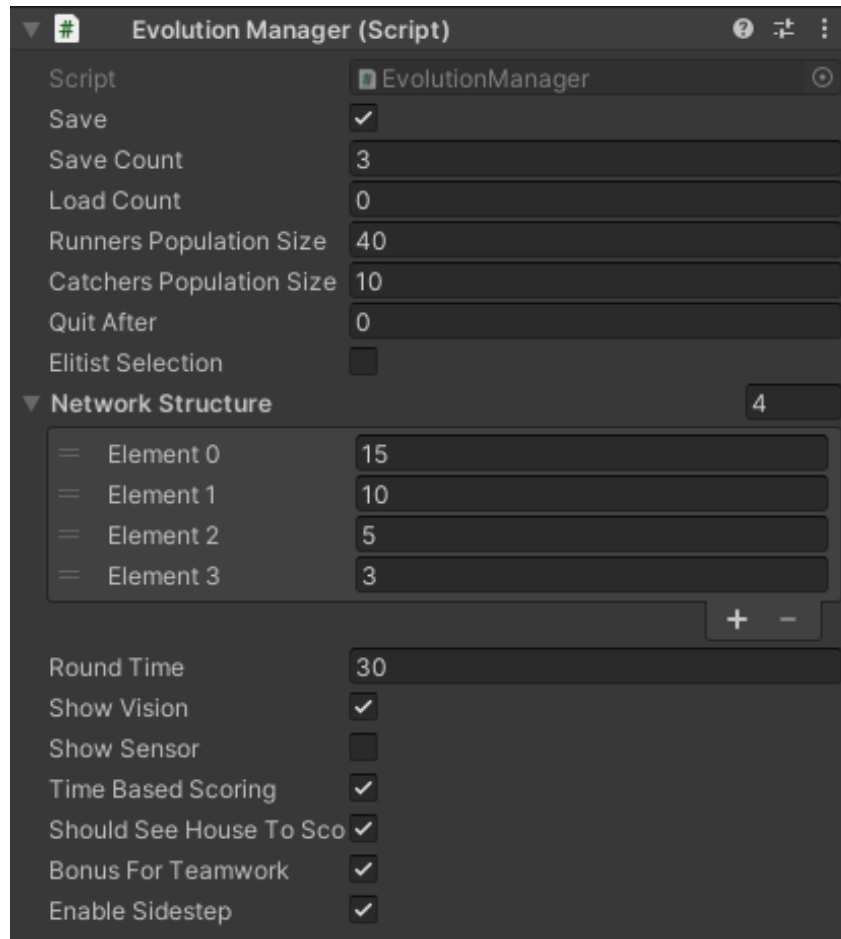 Evolution Manager (Script)
Script EvolutionManager
Save
Save Count 3
Load Count 0
Runners Population Size 40
Catchers Population Size 10
Quit After 0
Elitist Selection
Network Structure 4
Element 0 15
Element 1 10
Element 2 5
Element 3 3
+ −
Round Time 30
Show Vision
Show Sensor
Time Based Scoring
Should See House To Sco
Bonus For Teamwork
Enable Sidestep